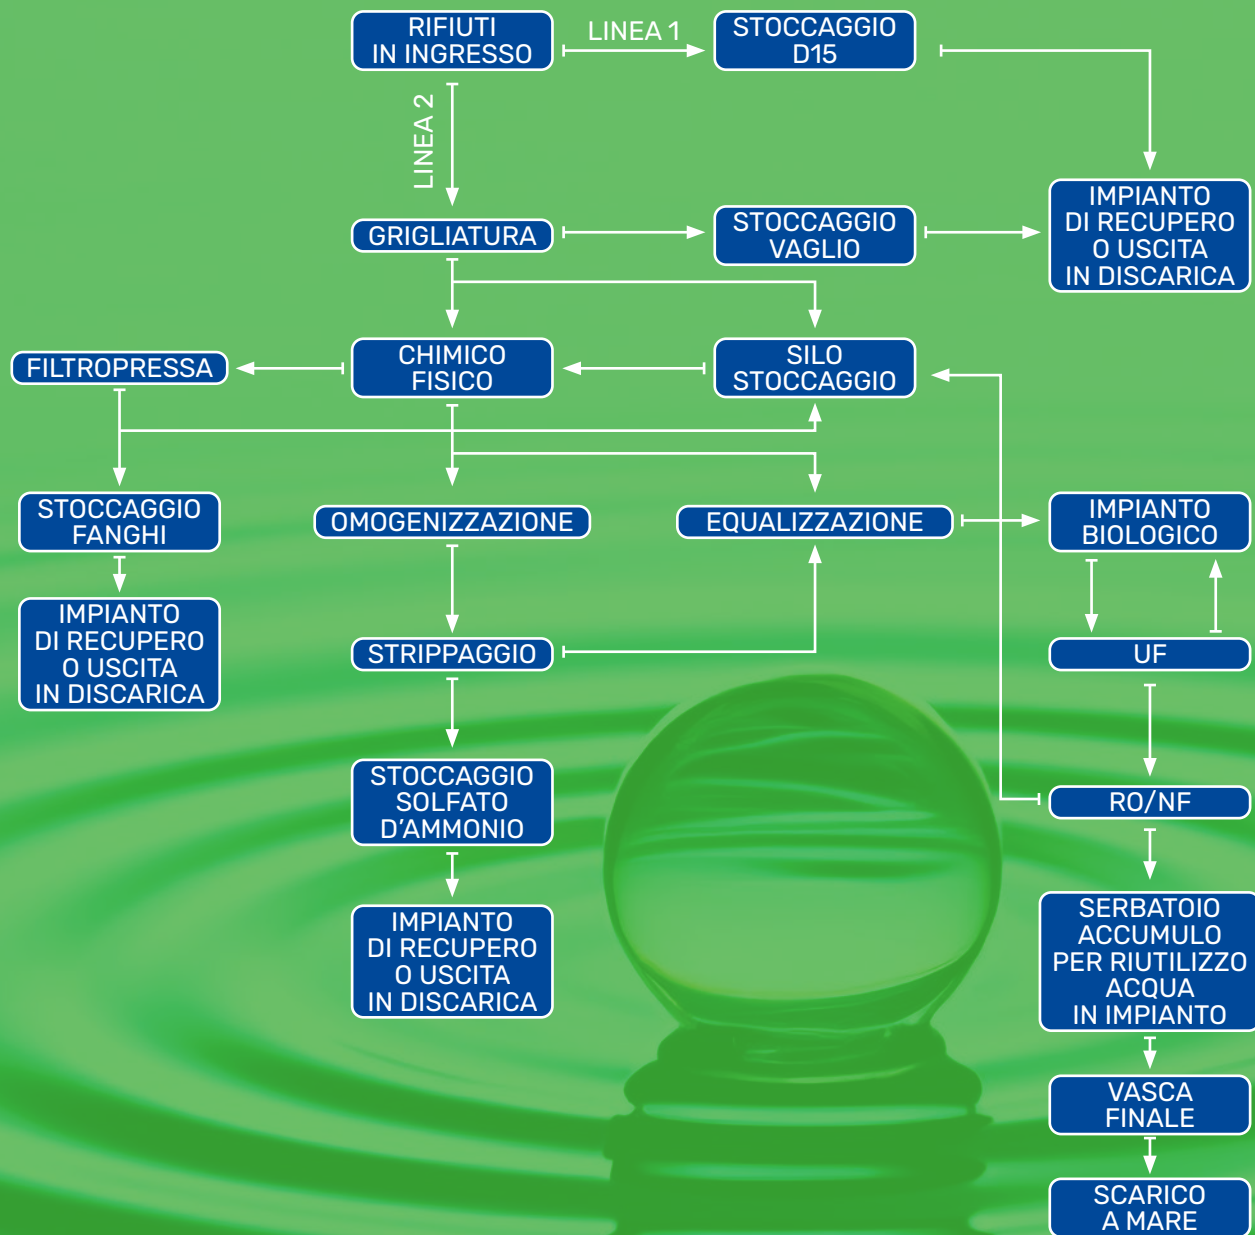 RIFIUTI
IN INGRESSO
LINEA 1
STOCCAGGIO
D15
LINEA 2
GRIGLIATURA
STOCCAGGIO
VAGLIO
IMPIANTO
DI RECUPERO
O USCITA
IN DISCARICA
FILTROPRESSA
CHIMICO
FISICO
SILO
STOCCAGGIO
STOCCAGGIO
FANGHI
OMOGENIZZAZIONE
EQUALIZZAZIONE
IMPIANTO
BIOLOGICO
IMPIANTO
DI RECUPERO
O USCITA
IN DISCARICA
STRIPPAGGIO
UF
STOCCAGGIO
SOLFATO
D'AMMONIO
RO/NF
IMPIANTO
DI RECUPERO
O USCITA
IN DISCARICA
SERBATOIO
ACCUMULO
PER RIUTILIZZO
ACQUA
IN IMPIANTO
VASCA
FINALE
SCARICO
A MARE